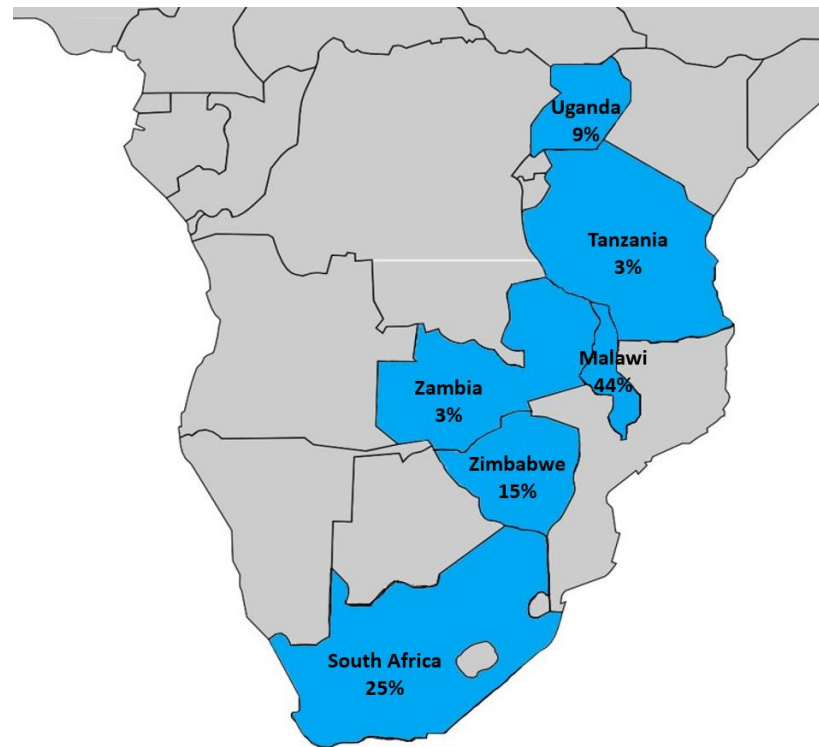 Uganda
9%
Tanzania
3%
Malawi
44%
Zambia
3%
Zimbabwe
15%
South Africa
25%